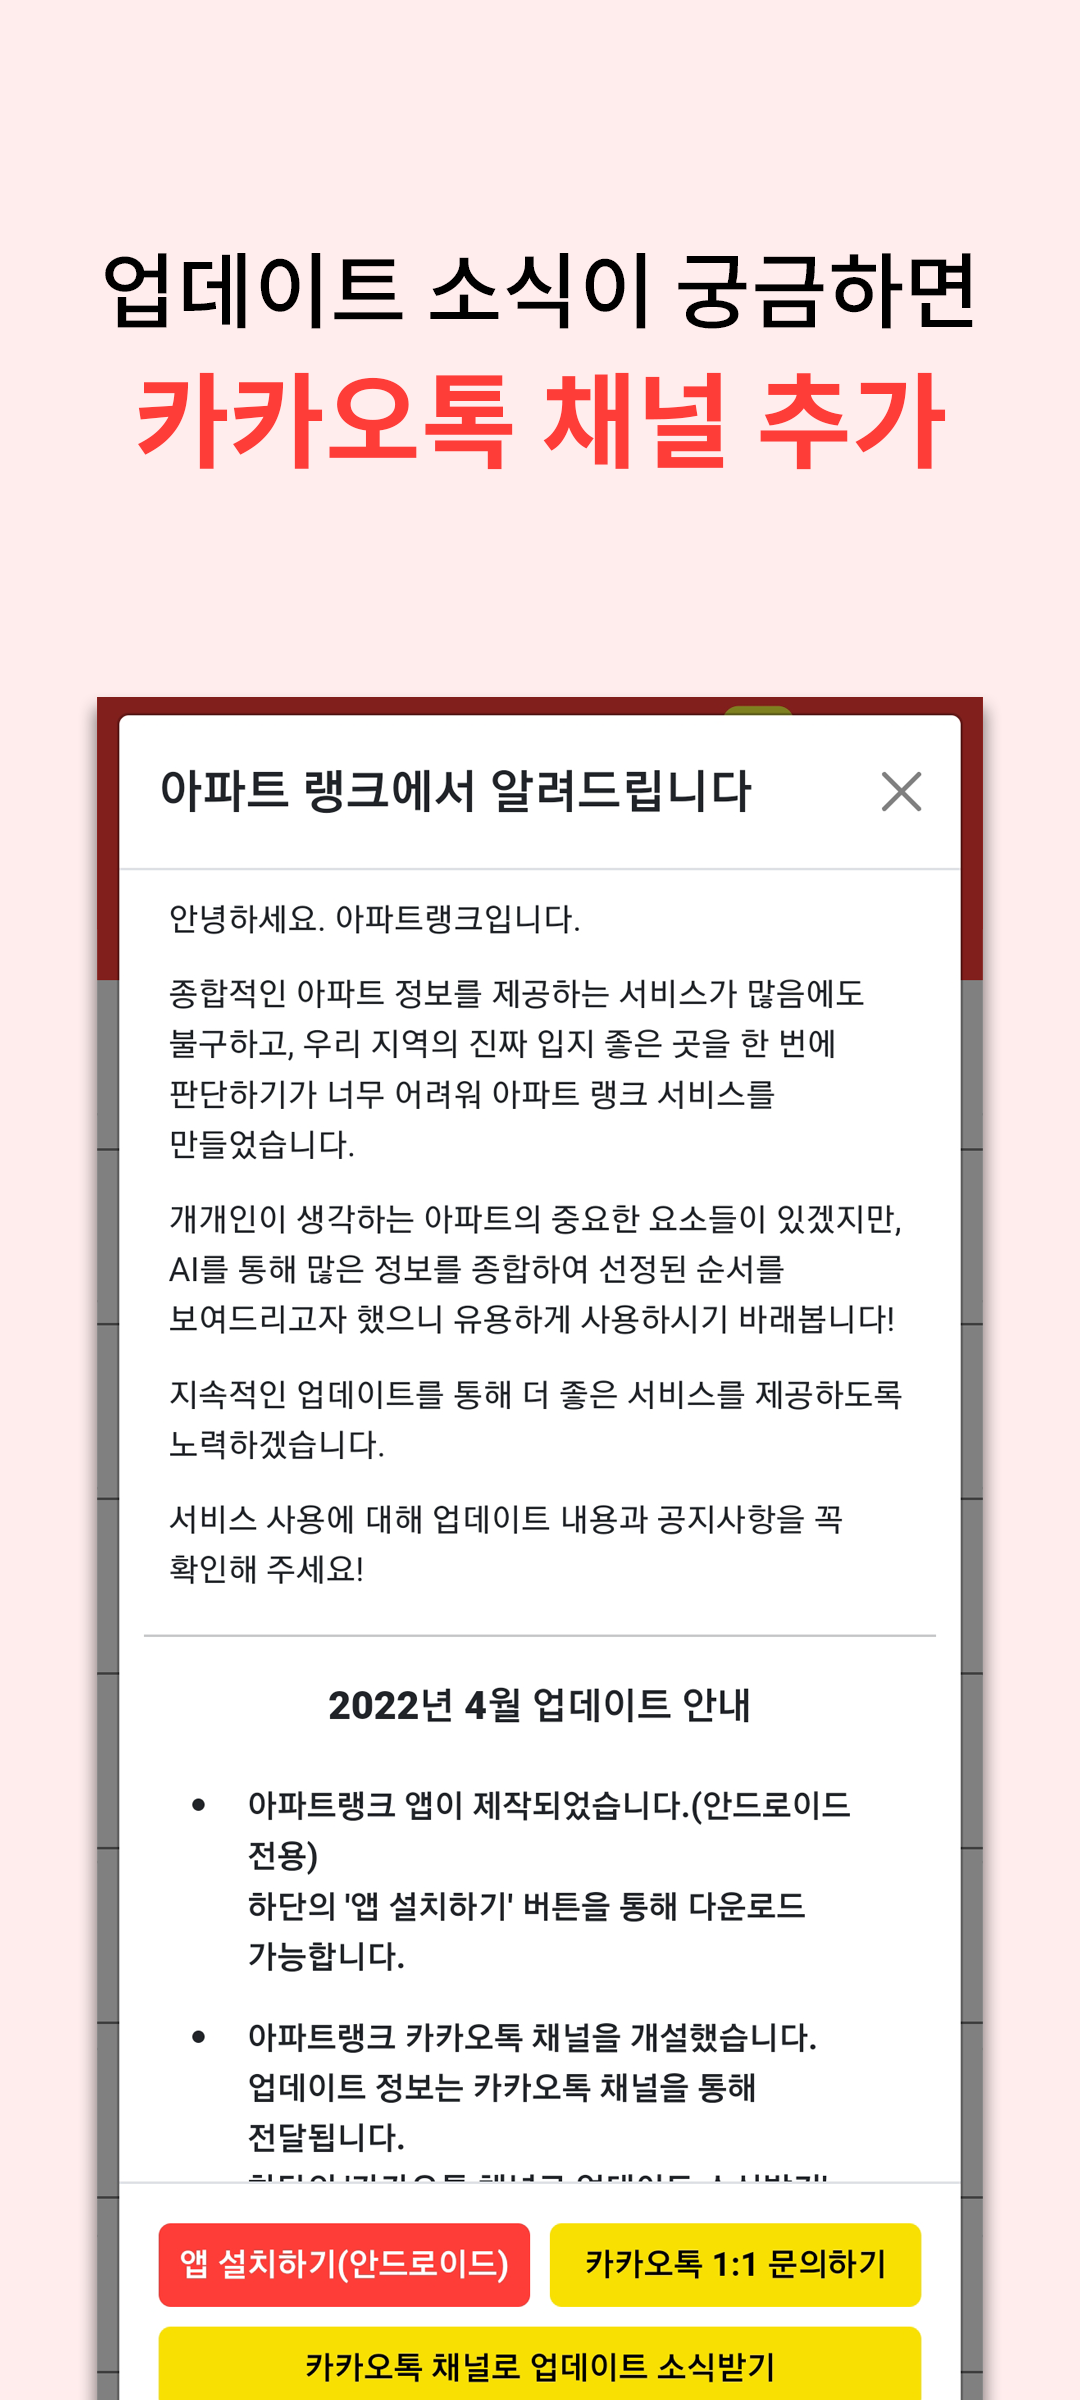 업데이트 소식이 궁금하면
카카오톡 채널 추가
아파트 랭크에서 알려드립니다
안녕하세요. 아파트랭크입니다.
종합적인 아파트 정보를 제공하는 서비스가 많음에도
불구하고, 우리 지역의 진짜 입지 좋은 곳을 한 번에
판단하기가 너무 어려워 아파트 랭크 서비스를
만들었습니다.
개개인이 생각하는 아파트의 중요한 요소들이 있겠지만,
AI를 통해 많은 정보를 종합하여 선정된 순서를
보여드리고자 했으니 유용하게 사용하시기 바래봅니다!
지속적인 업데이트를 통해 더 좋은 서비스를 제공하도록
노력하겠습니다.
서비스 사용에 대해 업데이트 내용과 공지사항을 꼭
확인해 주세요!
2022년 4월 업데이트 안내
• 아파트랭크 앱이 제작되었습니다.(안드로이드
전용)
하단의 '앱 설치하기' 버튼을 통해 다운로드
가능합니다.
• 아파트랭크 카카오톡 채널을 개설했습니다.
업데이트 정보는 카카오톡 채널을 통해
전달됩니다.
앱 설치하기(안드로이드)
카카오톡 1:1 문의하기
카카오톡 채널로 업데이트 소식받기